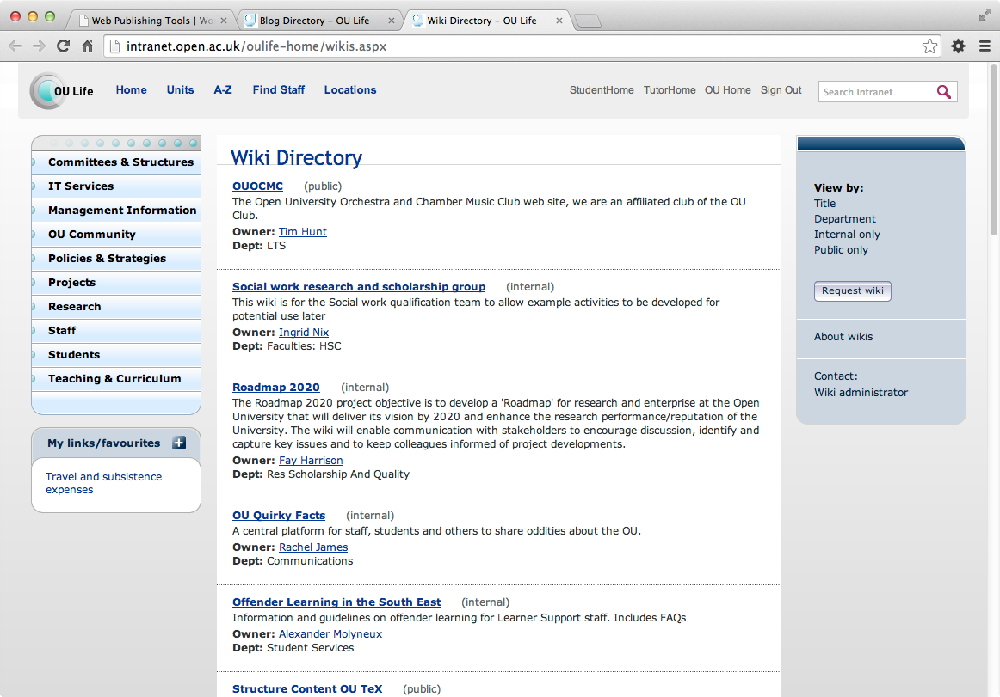 Web Publishing Tools | Wo
Blog Directory – OU Life
Wiki Directory – OU Life
intranet.open.ac.uk/oulife-home/wikis.aspx
OU Life
Home
Units
A-Z
Find Staff
Locations
StudentHome
TutorHome
OU Home
Sign Out
Search Intranet
Committees & Structures
IT Services
Management Information
OU Community
Policies & Strategies
Projects
Research
Staff
Students
Teaching & Curriculum
My links/favourites
Travel and subsistence
expenses
Wiki Directory
OUOCMC (public)
The Open University Orchestra and Chamber Music Club web site, we are an affiliated club of the OU
Club.
Owner: Tim Hunt
Dept: LTS
Social work research and scholarship group (internal)
This wiki is for the Social work qualification team to allow example activities to be developed for
potential use later
Owner: Ingrid Nix
Dept: Faculties: HSC
Roadmap 2020 (internal)
The Roadmap 2020 project objective is to develop a 'Roadmap' for research and enterprise at the Open
University that will deliver its vision by 2020 and enhance the research performance/reputation of the
University. The wiki will enable communication with stakeholders to encourage discussion, identify and
capture key issues and to keep colleagues informed of project developments.
Owner: Fay Harrison
Dept: Res Scholarship And Quality
OU Quirky Facts (internal)
A central platform for staff, students and others to share oddities about the OU.
Owner: Rachel James
Dept: Communications
Offender Learning in the South East (internal)
Information and guidelines on offender learning for Learner Support staff. Includes FAQs
Owner: Alexander Molyneux
Dept: Student Services
Structure Content OU TeX (public)
View by:
Title
Department
Internal only
Public only
Request wiki
About wikis
Contact:
Wiki administrator